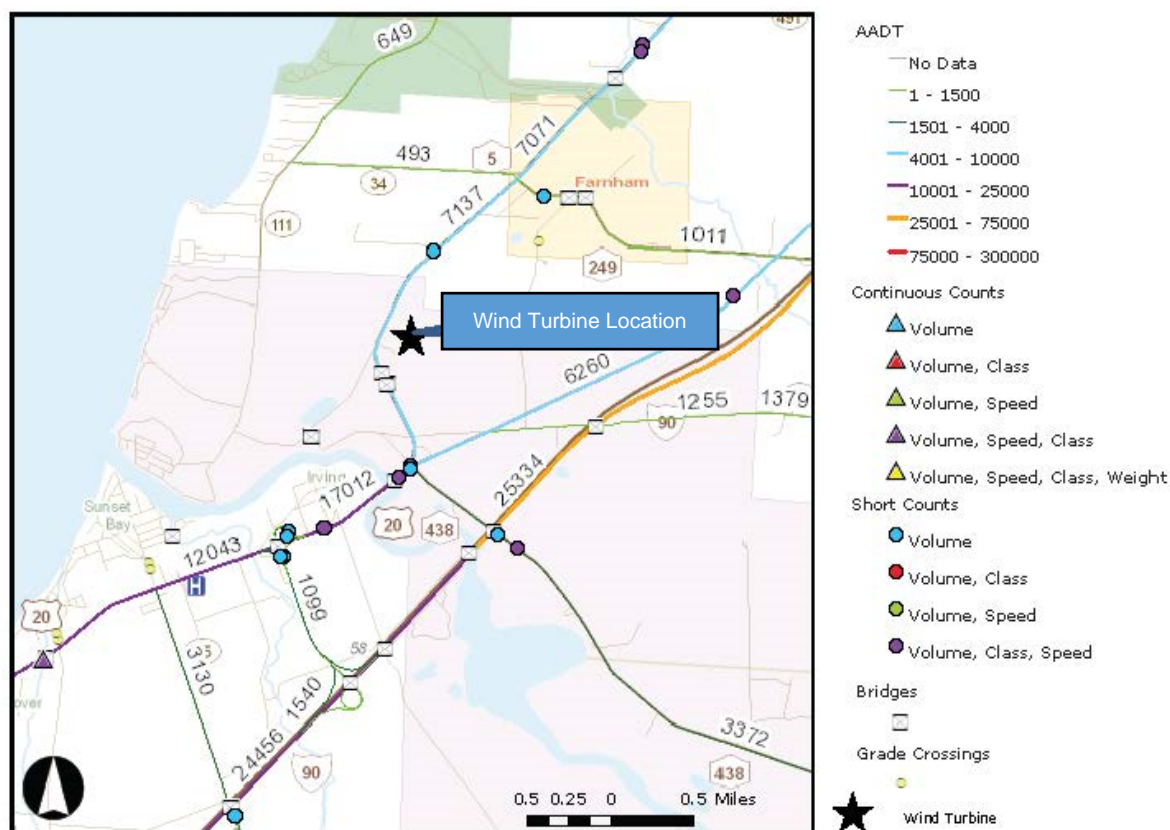 649
491
7071
493
5
34
Farnham
7137
111
1011
249
Wind Turbine Location
6260
1255
1379
90
25334
Irving
17012
Sunset
Bay
20
438
12043
H
1099
20
58
3130
5
over
1540
24456
3372
90
438
0.5 0.25 0 0.5 Miles
AADT
No Data
1 - 1500
1501 - 4000
4001 - 10000
10001 - 25000
25001 - 75000
75000 - 300000
Continuous Counts
Volume
Volume, Class
Volume, Speed
Volume, Speed, Class
Volume, Speed, Class, Weight
Short Counts
Volume
Volume, Class
Volume, Speed
Volume, Class, Speed
Bridges
Grade Crossings
Wind Turbine